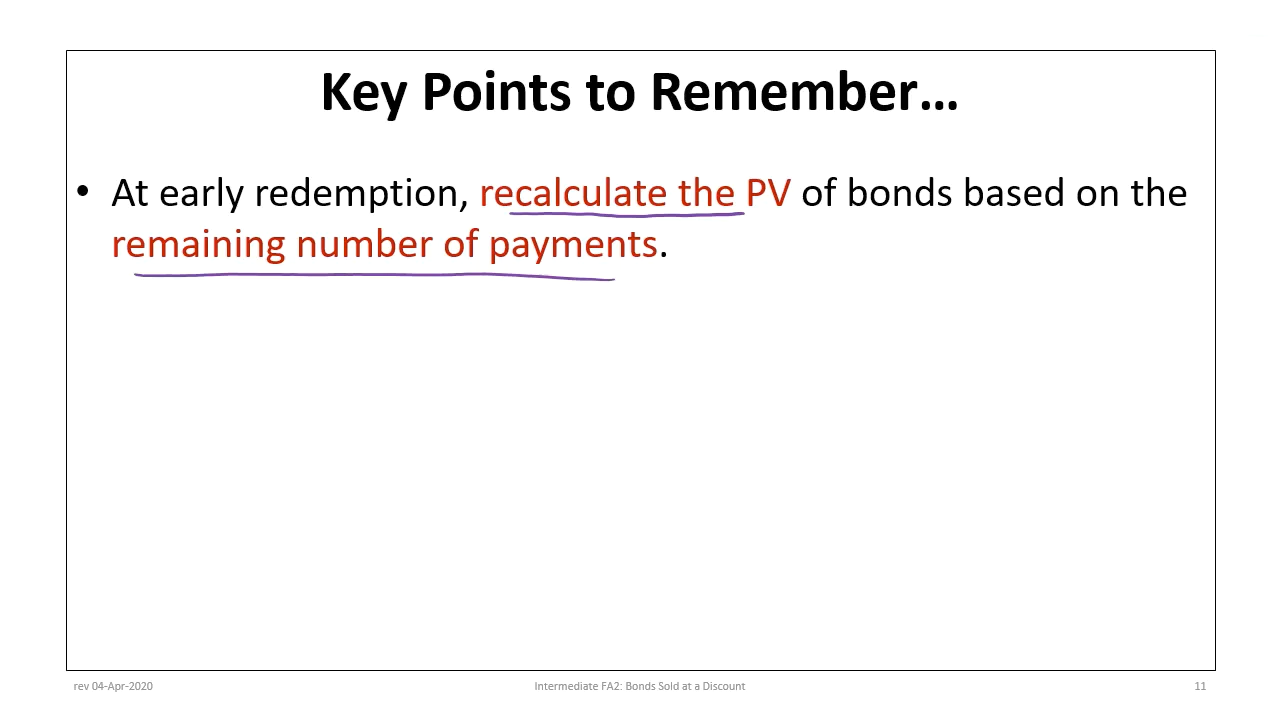 Key Points to Remember…
• At early redemption, recalculate the PV of bonds based on the
remaining number of payments.
rev 04-Apr-2020
Intermediate FA2: Bonds Sold at a Discount
11